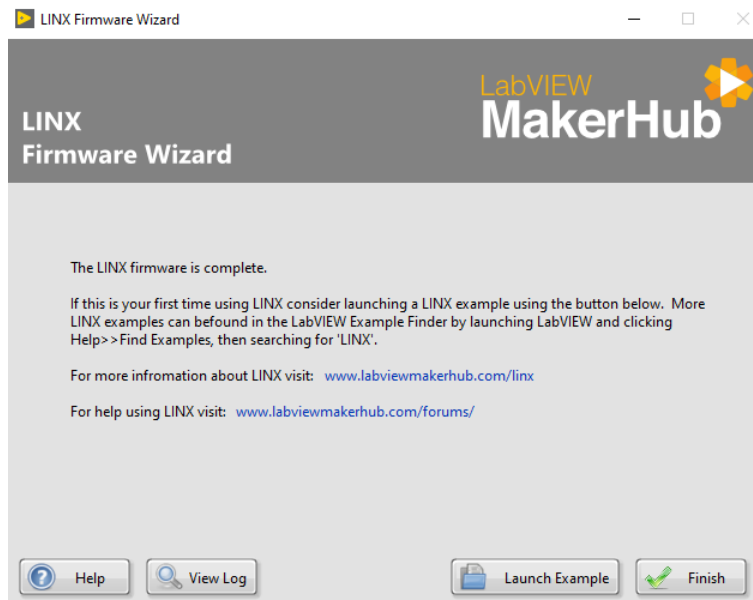 LINX Firmware Wizard
LabVIEW
MakerHub
LINX
Firmware Wizard
The LINX firmware is complete.
If this is your first time using LINX consider launching a LINX example using the button below.  More
LINX examples can befound in the LabVIEW Example Finder by launching LabVIEW and clicking
Help>>Find Examples, then searching for 'LINX'.
For more infromation about LINX visit:   www.labviewmakerhub.com/linx
For help using LINX visit:   www.labviewmakerhub.com/forums/
Help
View Log
Launch Example
Finish